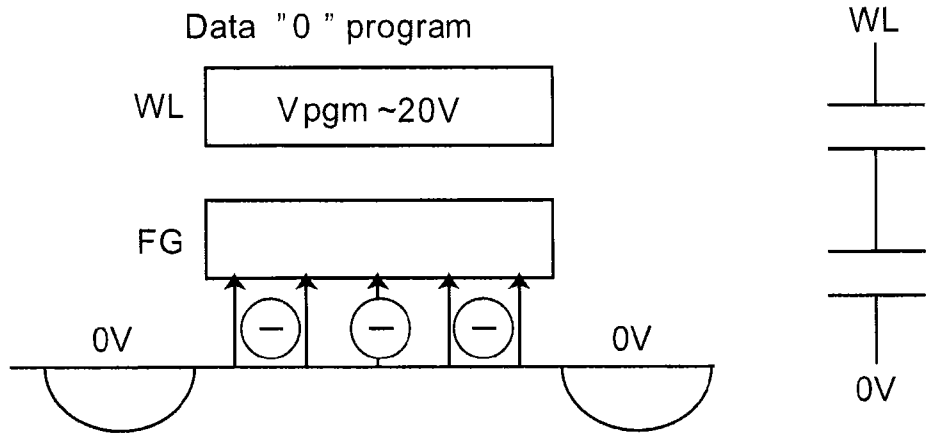 Data "0" program
WL
WL
Vpgm ~20V
FG
0V
− − −
0V
0V